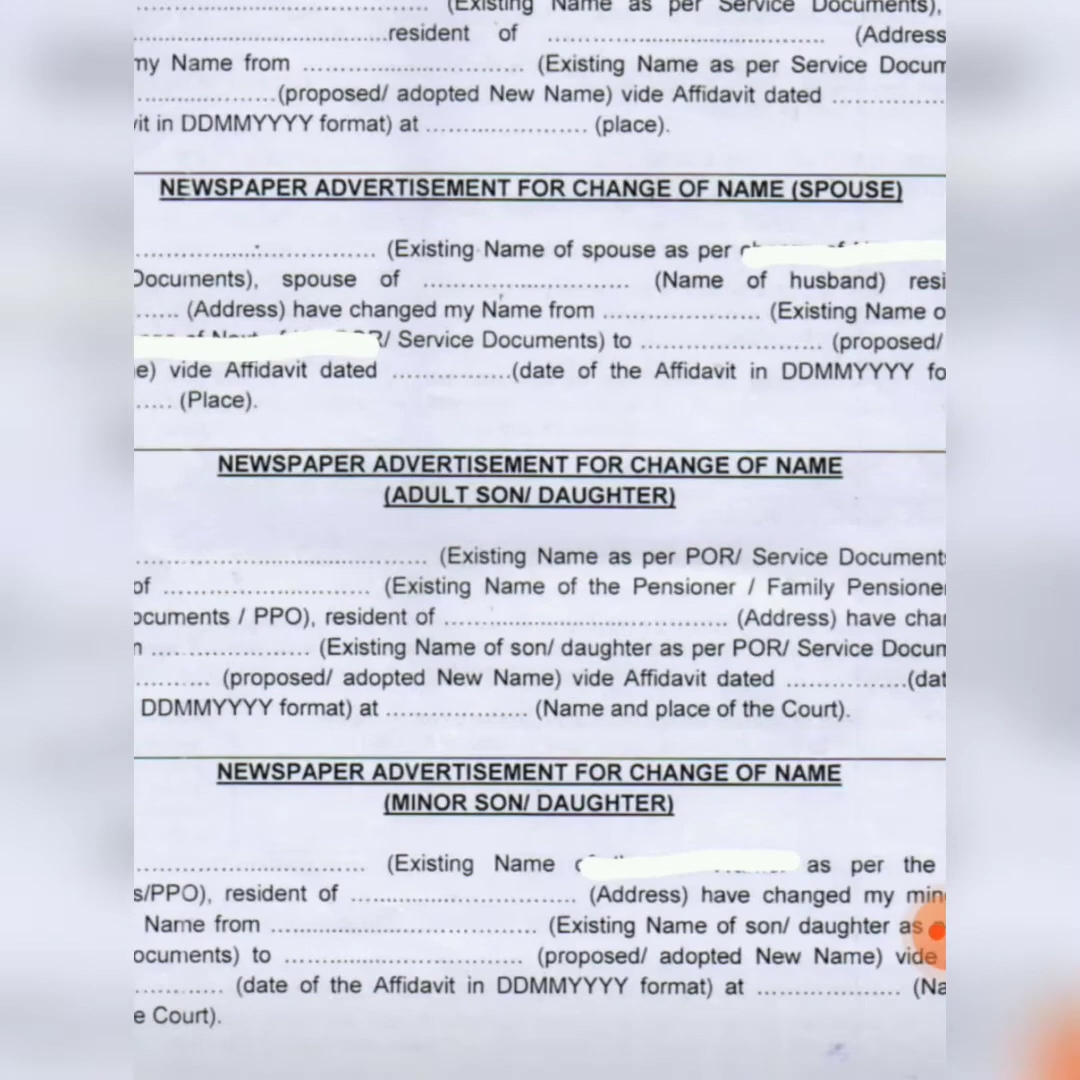 ........................... (Existing Name as per Service Documents),
....................................resident of ....................................... (Address
my Name from ............................... (Existing Name as per Service Docum
....................(proposed/ adopted New Name) vide Affidavit dated ................
it in DDMMYYYY format) at ...................... (place).
NEWSPAPER ADVERTISEMENT FOR CHANGE OF NAME (SPOUSE)
.................................. (Existing Name of spouse as per
Documents), spouse of ............................. (Name of husband) resi
...... (Address) have changed my Name from ...................... (Existing Name o
/ Service Documents) to ......................... (proposed/
e) vide Affidavit dated .................(date of the Affidavit in DDMMYYYY fo
..... (Place).
NEWSPAPER ADVERTISEMENT FOR CHANGE OF NAME
(ADULT SON/ DAUGHTER)
......................................... (Existing Name as per POR/ Service Document
of ............................. (Existing Name of the Pensioner / Family Pensione
ocuments / PPO), resident of ........................................ (Address) have cha
....................... (Existing Name of son/ daughter as per POR/ Service Docum
.......... (proposed/ adopted New Name) vide Affidavit dated .................(dat
DDMMYYYY format) at .................... (Name and place of the Court).
NEWSPAPER ADVERTISEMENT FOR CHANGE OF NAME
(MINOR SON/ DAUGHTER)
................................. (Existing Name as per the
s/PPO), resident of ................................ (Address) have changed my min
Name from ...................................... (Existing Name of son/ daughter as
ocuments) to .................................. (proposed/ adopted New Name) vide
............ (date of the Affidavit in DDMMYYYY format) at .................... (Na
e Court).